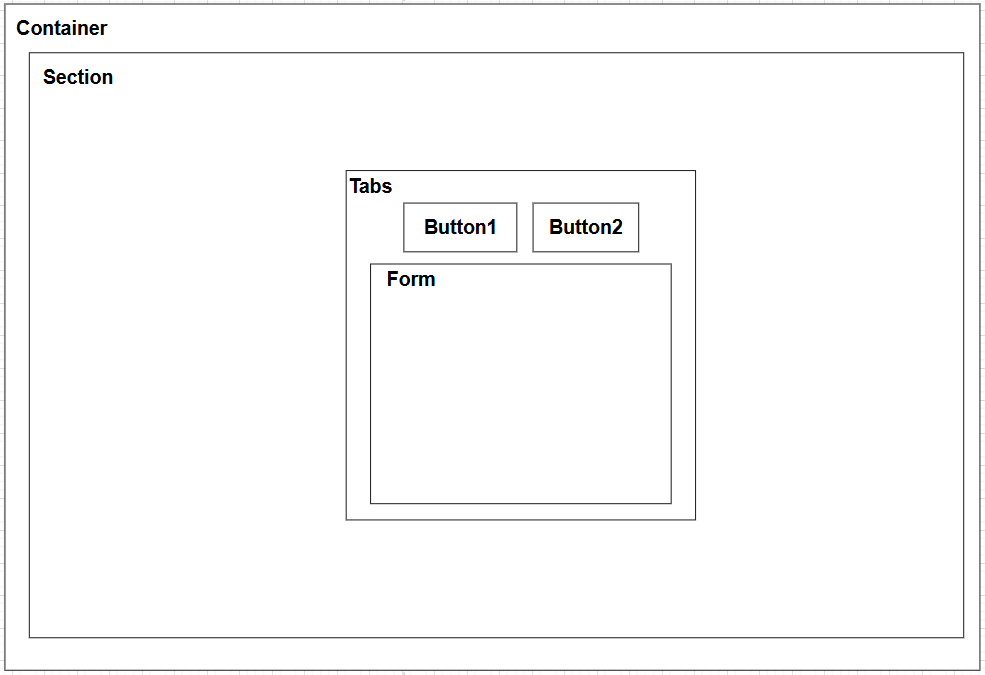 Container
Section
Tabs
Button1 Button2
Form